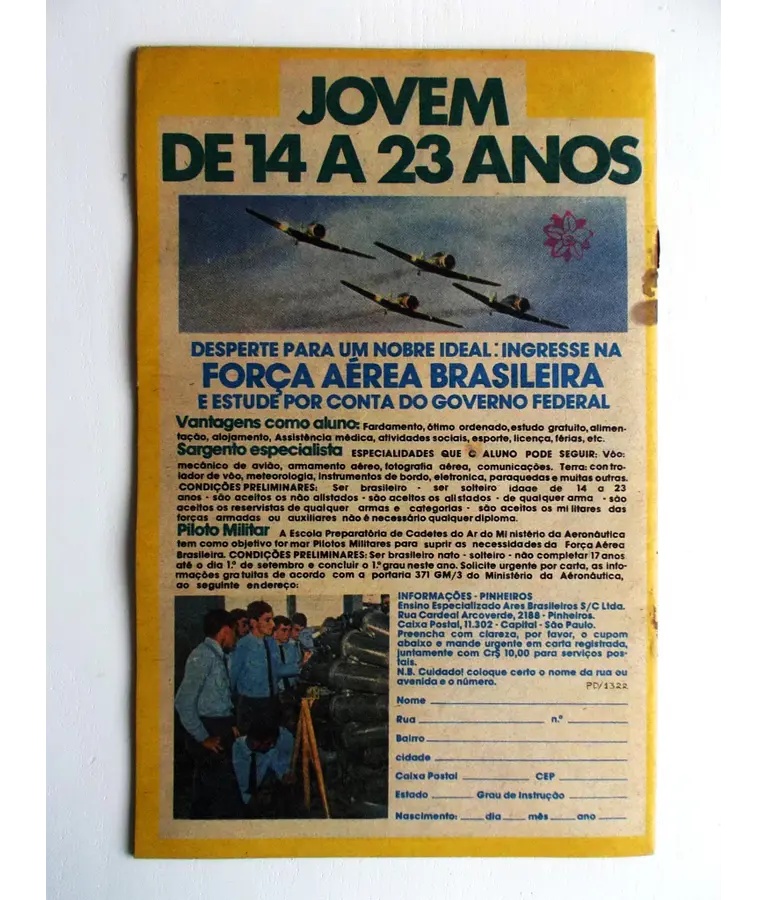 JOVEM
DE 14 A 23 ANOS
DESPERTE PARA UM NOBRE IDEAL: INGRESSE NA
FORÇA AÉREA BRASILEIRA
E ESTUDE POR CONTA DO GOVERNO FEDERAL
Vantagens como aluno: Fardamento, ótimo ordenado, estudo gratuito, alimen-
tação, alojamento, Assistência médica, atividades sociais, esporte, licença, férias, etc.
Sargento especialista ESPECIALIDADES QUE O ALUNO PODE SEGUIR: Vôo:
mecânico de avião, armamento aéreo, fotografia aérea, comunicações. Terra: contro-
lador de vôo, meteorologia, instrumentos de bordo, eletronica, paraquedas e muitas outras.
CONDIÇÕES PRELIMINARES: Ser brasileiro - ser solteiro idade de 14 a 23
anos - são aceitos os não alistados - são aceitos os alistados - de qualquer arma - são
aceitos os reservistas de qualquer armas e categorias - são aceitos os militares das
forças armadas ou auxiliares não é necessário qualquer diploma.
Piloto Militar A Escola Preparatória de Cadetes do Ar do Ministério da Aeronáutica
tem como objetivo formar Pilotos Militares para suprir as necessidades da Força Aérea
Brasileira. CONDIÇÕES PRELIMINARES: Ser brasileiro nato - solteiro - não completar 17 anos
até o dia 1.º de setembro e concluir o 1.º grau neste ano. Solicite urgente por carta, as info-
rmações gratuitas de acordo com a portaria 371 GM/3 do Ministério da Aéronáutica,
ao seguinte endereço:
INFORMAÇÕES - PINHEIROS
Ensino Especializado Ares Brasileiros S/C Ltda.
Rua Cardeal Arcoverde, 2188 - Pinheiros.
Caixa Postal, 11.302 - Capital - São Paulo.
Preencha com clareza, por favor, o cupom
abaixo e mande urgente em carta registrada,
juntamente com Cr$ 10,00 para serviços pos-
tais.
N.B. Cuidado! coloque certo o nome da rua ou
avenida e o número. PD/1322
Nome
Rua n.º
Bairro
cidade
Caixa Postal CEP
Estado Grau de Instrução
Nascimento: dia mês ano